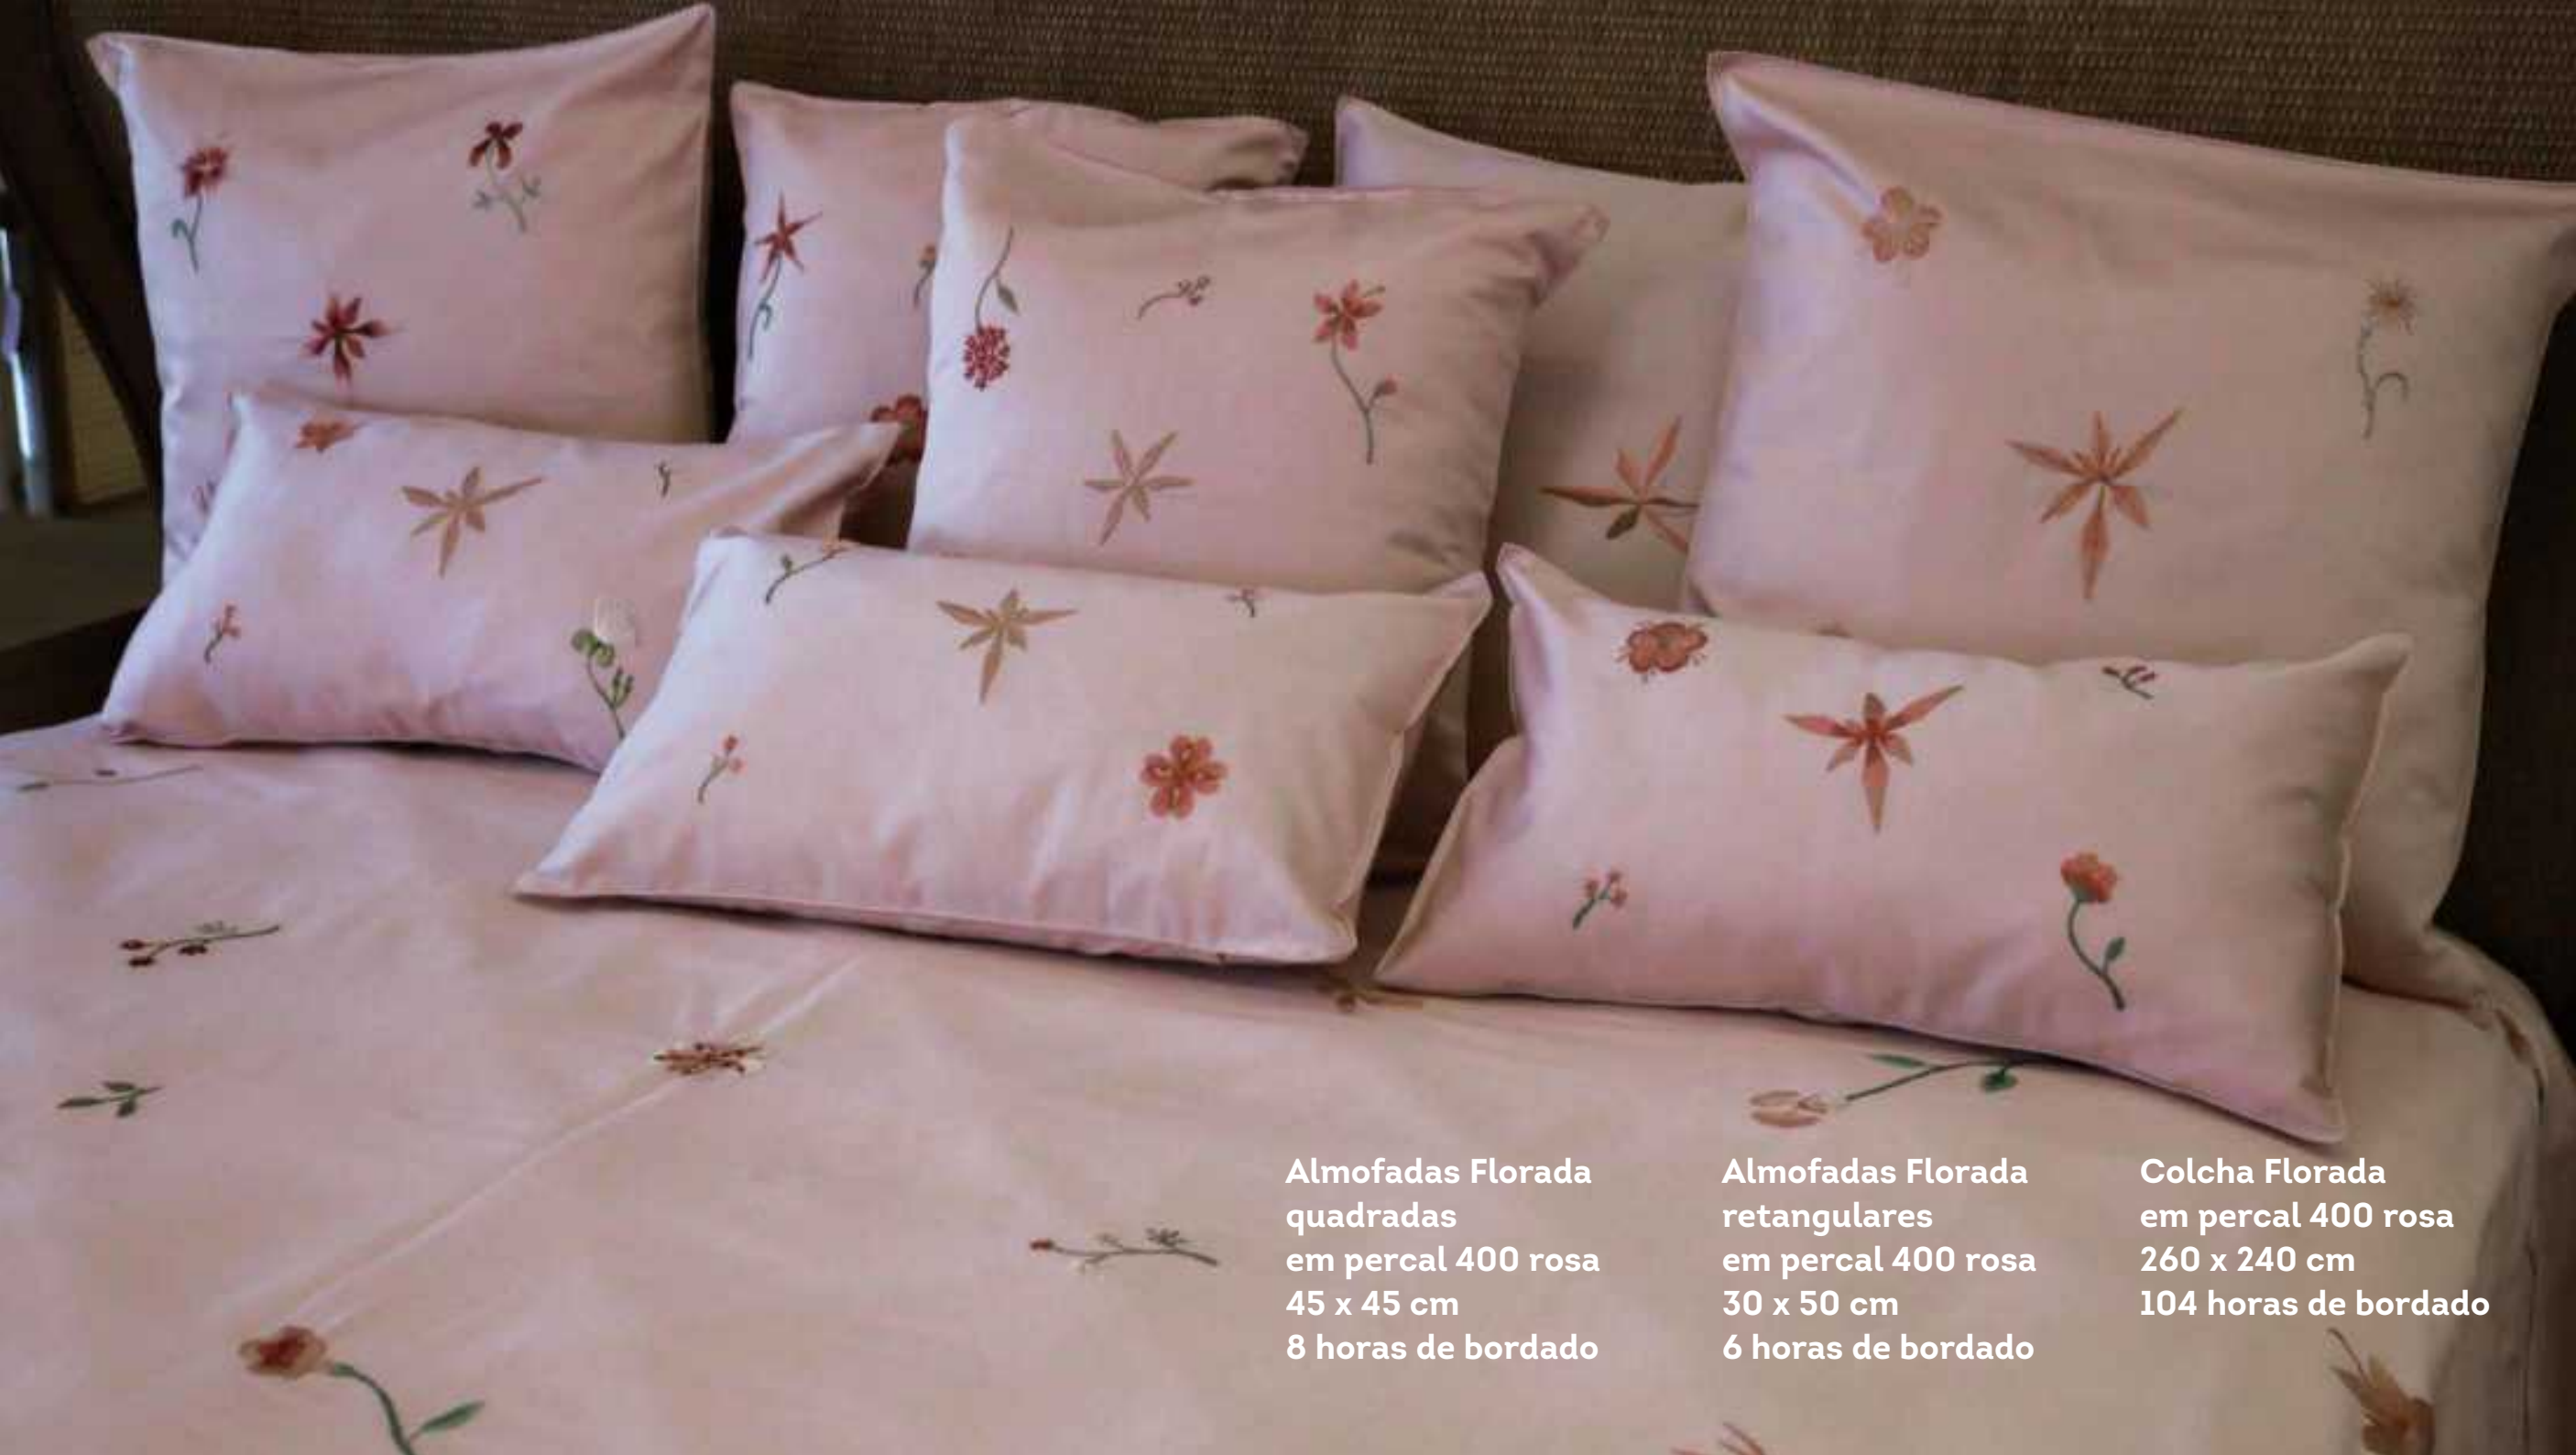 Almofadas Florada
quadradas
em percal 400 rosa
45 x 45 cm
8 horas de bordado
Almofadas Florada
retangulares
em percal 400 rosa
30 x 50 cm
6 horas de bordado
Colcha Florada
em percal 400 rosa
260 x 240 cm
104 horas de bordado